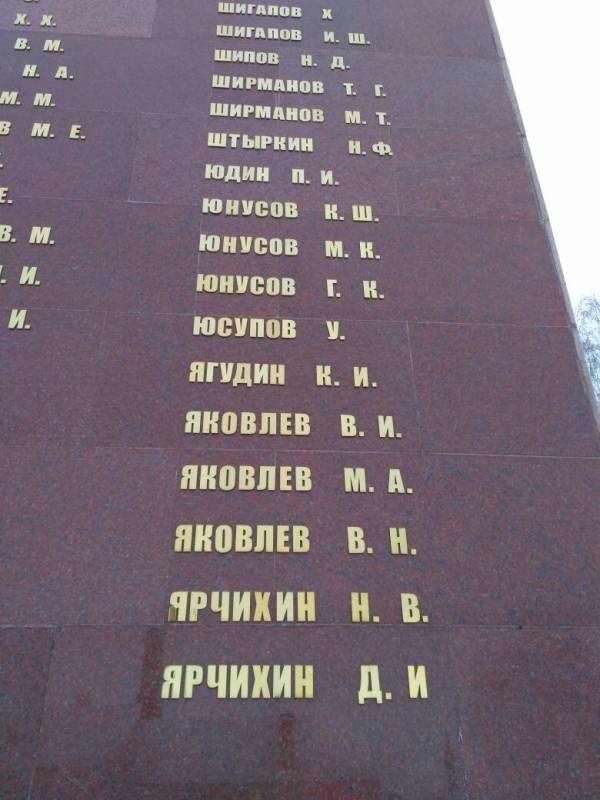 Х. Х.
В. М.
Н. А.
М. М.
В М. Е.
Е.
В. М.
И.
И.
ШИГАПОВ Х
ШИГАПОВ И. Ш.
ШИПОВ Н. Д.
ШИРМАНОВ Т. Г.
ШИРМАНОВ М. Т.
ШТЫРКИН Н. Ф.
ЮДИН П. И.
ЮНУСОВ К. Ш.
ЮНУСОВ М. К.
ЮНУСОВ Г. К.
ЮСУПОВ У.
ЯГУДИН К. И.
ЯКОВЛЕВ В. И.
ЯКОВЛЕВ М. А.
ЯКОВЛЕВ В. Н.
ЯРЧИХИН Н. В.
ЯРЧИХИН Д. И